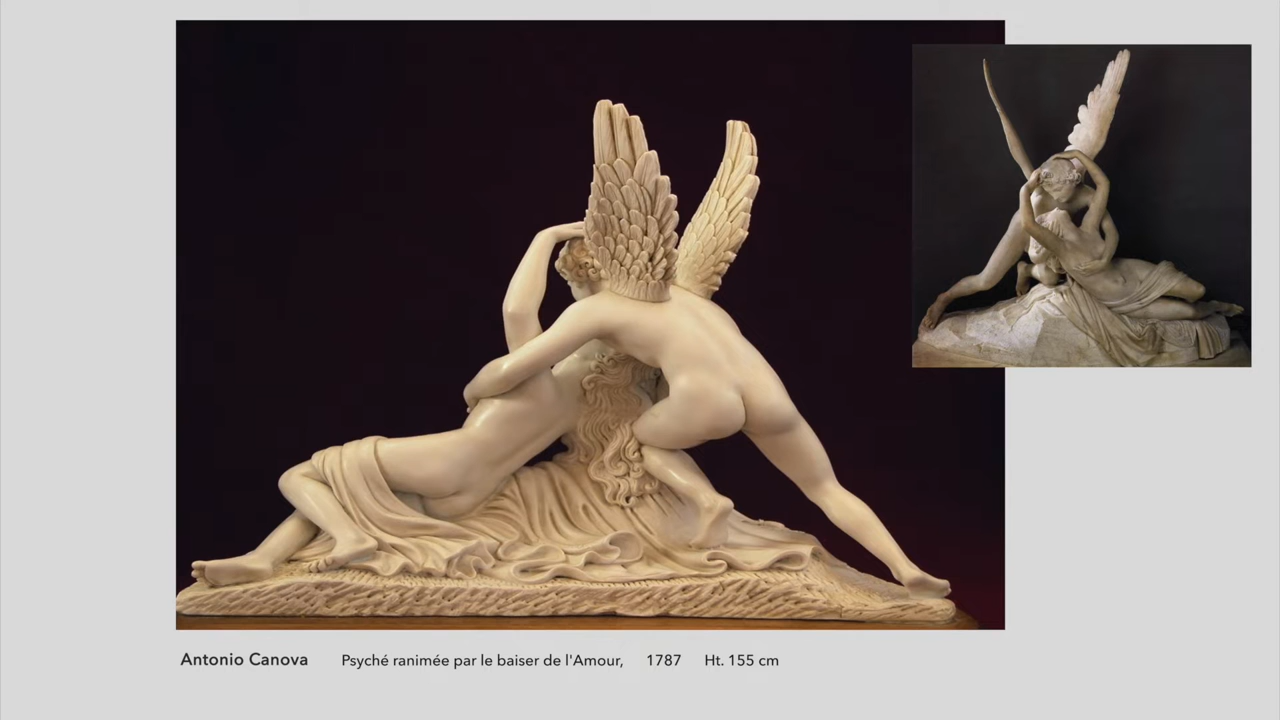 Antonio Canova Psyché ranimée par le baiser de l'Amour, 1787 Ht. 155 cm